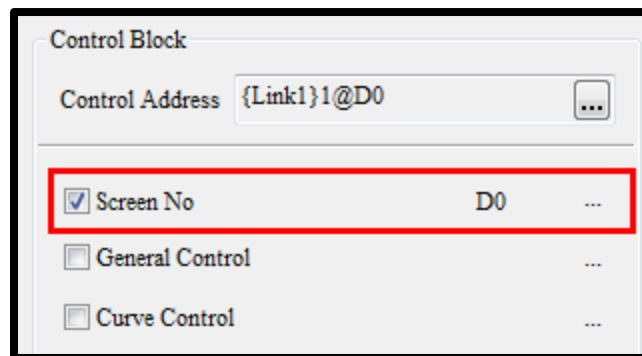 Control Block
Control Address {Link1}1@D0 ...
Screen No D0 ...
General Control ...
Curve Control ...